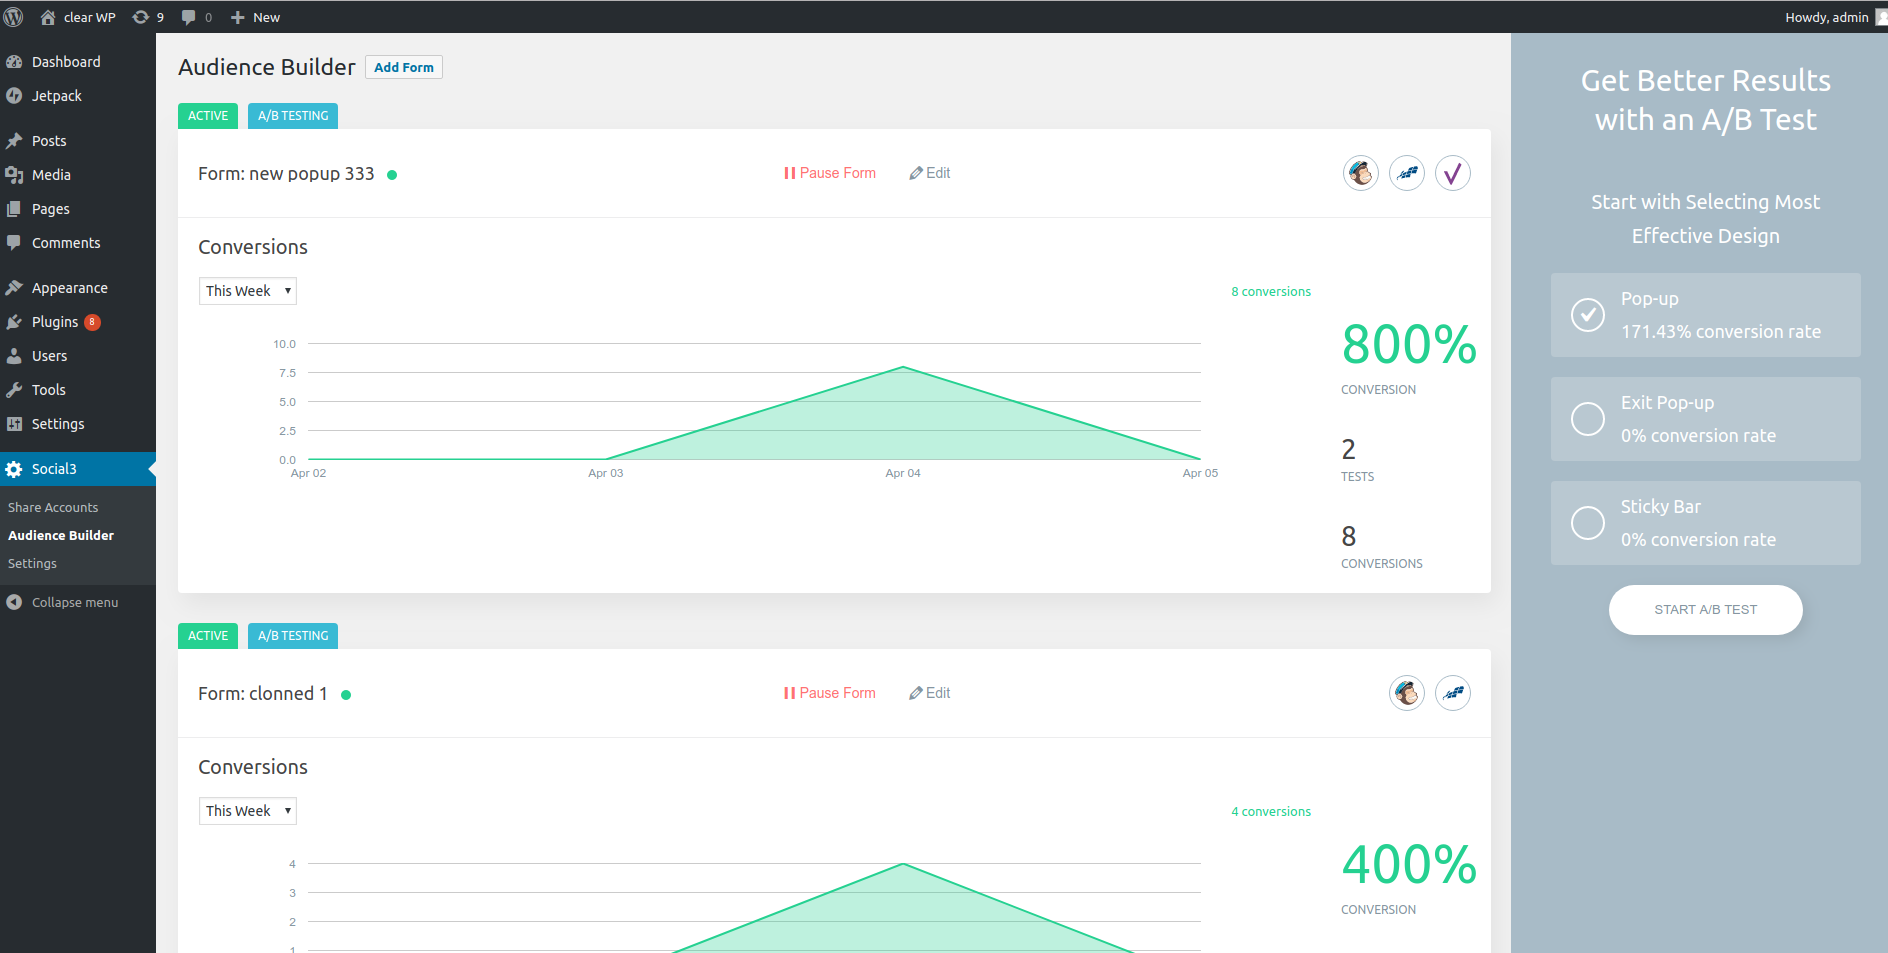 clear WP
9
0
New
Howdy, admin
Dashboard
Jetpack
Posts
Media
Pages
Comments
Appearance
Plugins 8
Users
Tools
Settings
Social3
Share Accounts
Audience Builder
Settings
Collapse menu
Audience Builder
Add Form
ACTIVE
A/B TESTING
Form: new popup 333
Pause Form
Edit
Conversions
This Week
8 conversions
10.0
7.5
5.0
2.5
0.0
Apr 02
Apr 03
Apr 04
Apr 05
800%
CONVERSION
2
TESTS
8
CONVERSIONS
ACTIVE
A/B TESTING
Form: clonned 1
Pause Form
Edit
Conversions
This Week
4 conversions
4
3
2
1
400%
CONVERSION
Get Better Results
with an A/B Test
Start with Selecting Most
Effective Design
Pop-up
171.43% conversion rate
Exit Pop-up
0% conversion rate
Sticky Bar
0% conversion rate
START A/B TEST